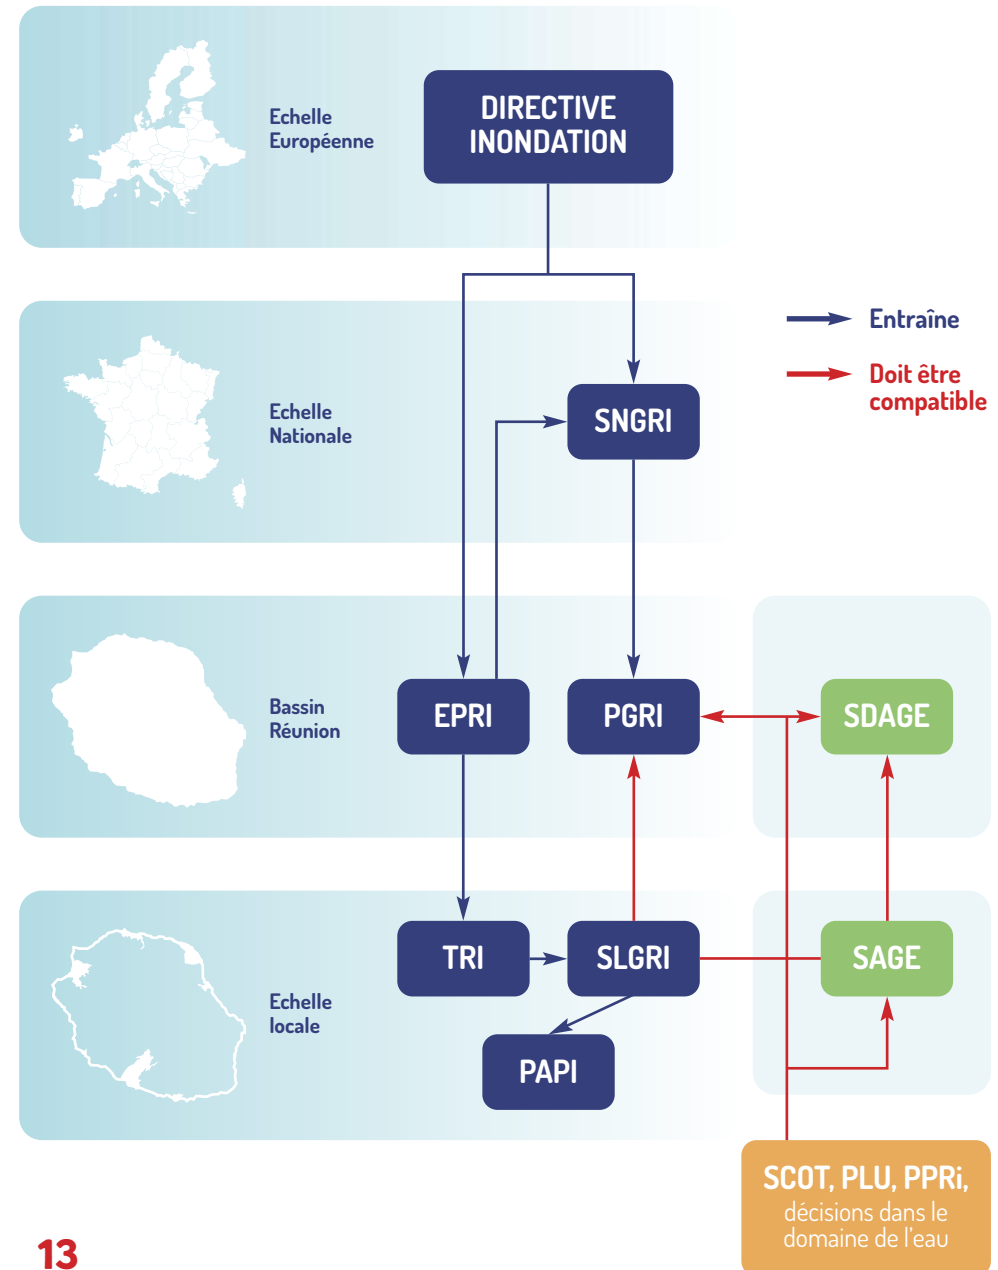 Echelle
Européenne
DIRECTIVE
INONDATION
Entraîne
Doit être
compatible
Echelle
Nationale
SNGRI
Bassin
Réunion
EPRI
PGRI
SDAGE
Echelle
locale
TRI
SLGRI
SAGE
PAPI
SCOT, PLU, PPRi,
décisions dans le
domaine de l'eau
13